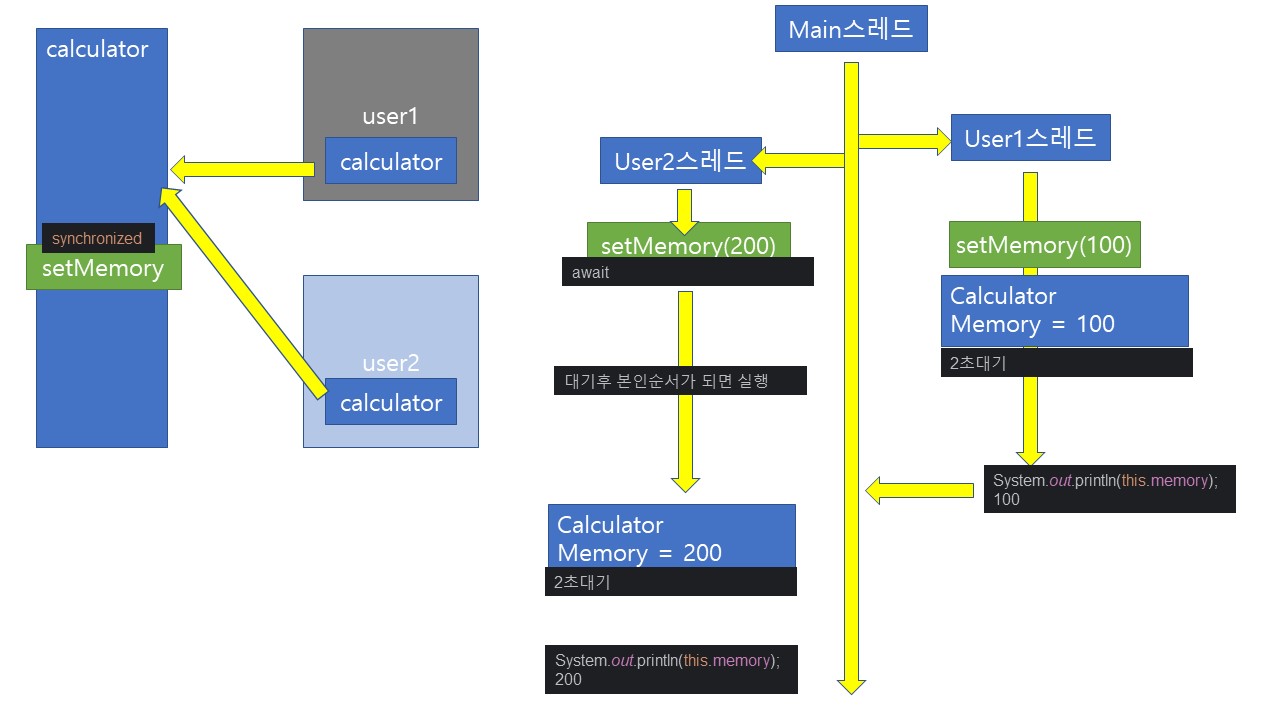 calculator
synchronized
setMemory
user1
calculator
user2
calculator
Main스레드
User2스레드
setMemory(200)
await
대기후 본인순서가 되면 실행
Calculator
Memory = 200
2초대기
System.out.println(this.memory);
200
User1스레드
setMemory(100)
Calculator
Memory = 100
2초대기
System.out.println(this.memory);
100